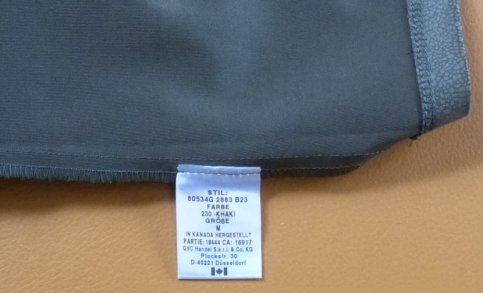 STIL:
80534G 2883 B23
FARBE
230 -KHAKI
GRÖßE
M
IN KANADA HERGESTELLT
PARTIE: 18444 CA: 16917
QVC Handel S.à r.l. & Co. KG
Plockstr. 30
D-40221 Düsseldorf